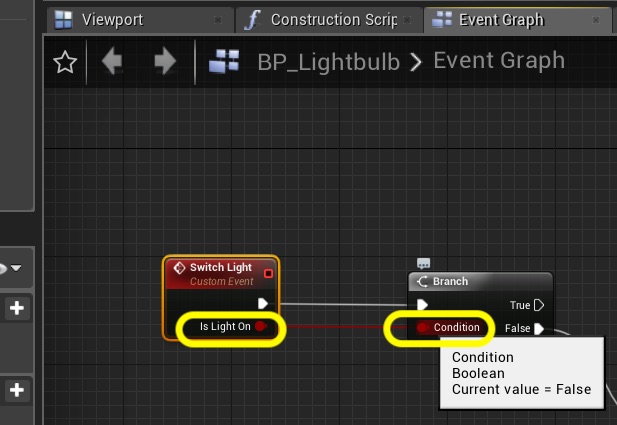 Viewport
Construction Scrip
Event Graph
BP_Lightbulb > Event Graph
Switch Light
Custom Event
Branch
True
Is Light On
Condition
False
Condition
Boolean
Current value = False